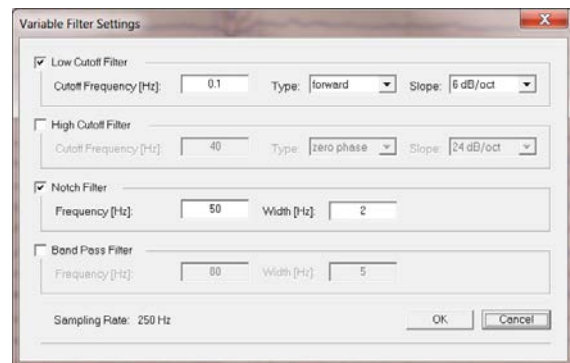 Variable Filter Settings
Low Cutoff Filter
Cutoff Frequency [Hz]: 0.1 Type: forward Slope: 6 dB/oct
High Cutoff Filter
Cutoff Frequency [Hz]: 40 Type: zero phase Slope: 24 dB/oct
Notch Filter
Frequency [Hz]: 50 Width [Hz]: 2
Band Pass Filter
Frequency [Hz]: 80 Width [Hz]: 5
Sampling Rate: 250 Hz OK Cancel